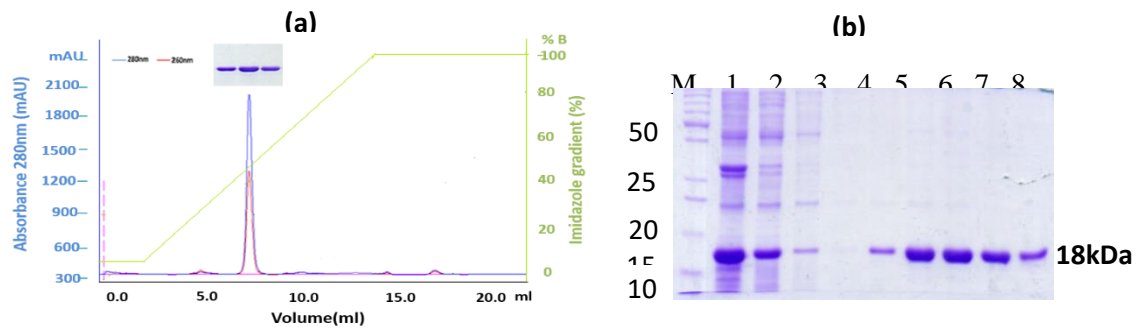 (a)
% B
mAU
280nm
260nm
100
2100
80
1800
60
1500
1200
40
900
20
600
300
0
0.0 5.0 10.0 15.0 20.0 ml
Volume(ml)
Absorbance 280nm (mAU)
Imidazole gradient (%)
(b)
M 1 2 3 4 5 6 7 8
50
25
20
15
10
18kDa